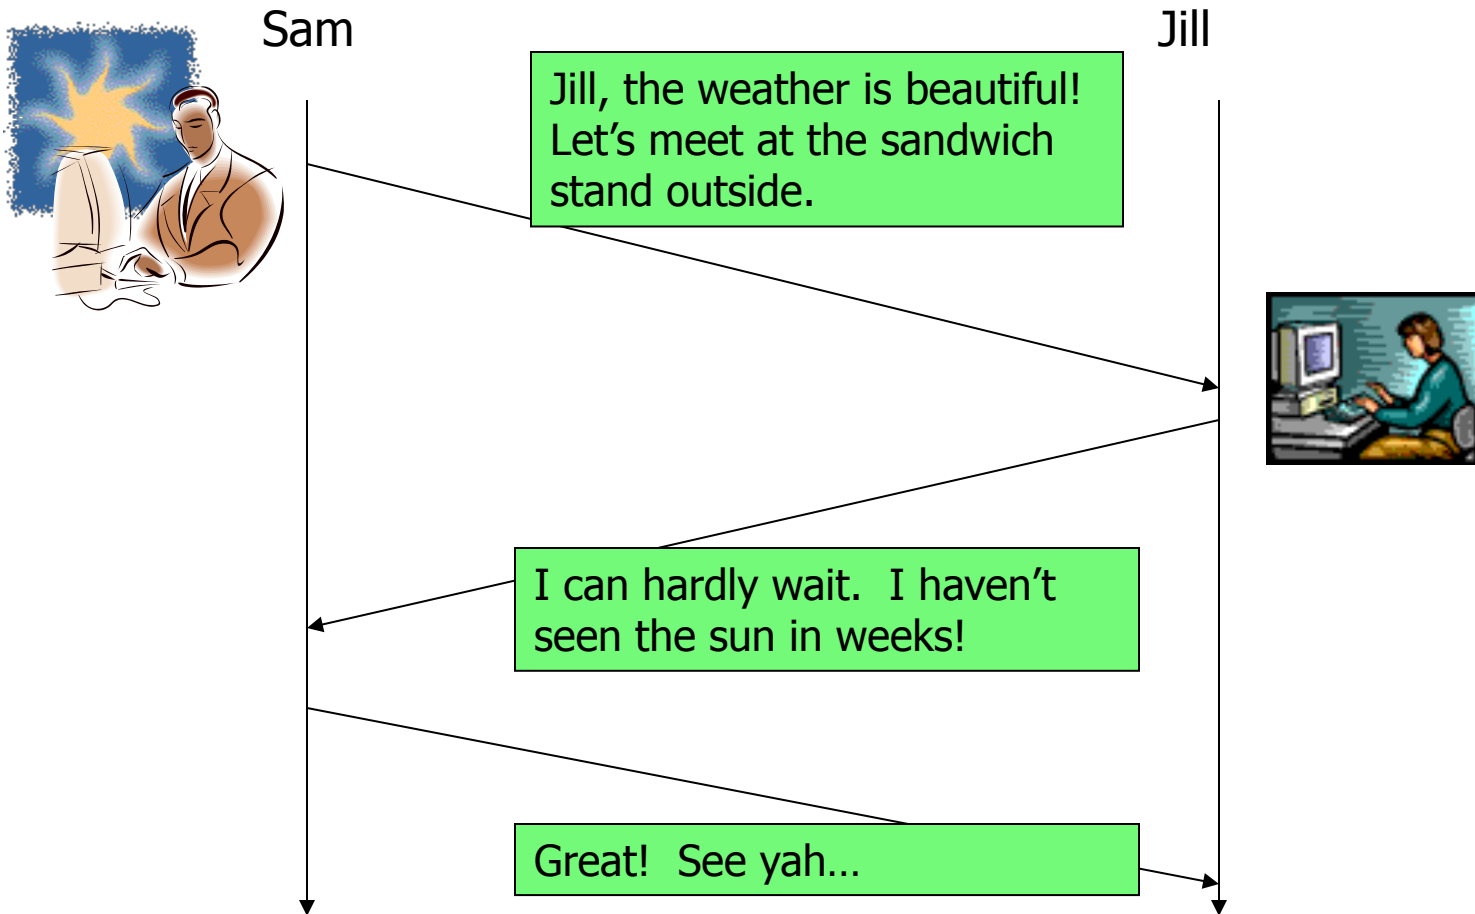 Sam
Jill
Jill, the weather is beautiful!
Let’s meet at the sandwich
stand outside.
I can hardly wait.  I haven’t
seen the sun in weeks!
Great!  See yah…